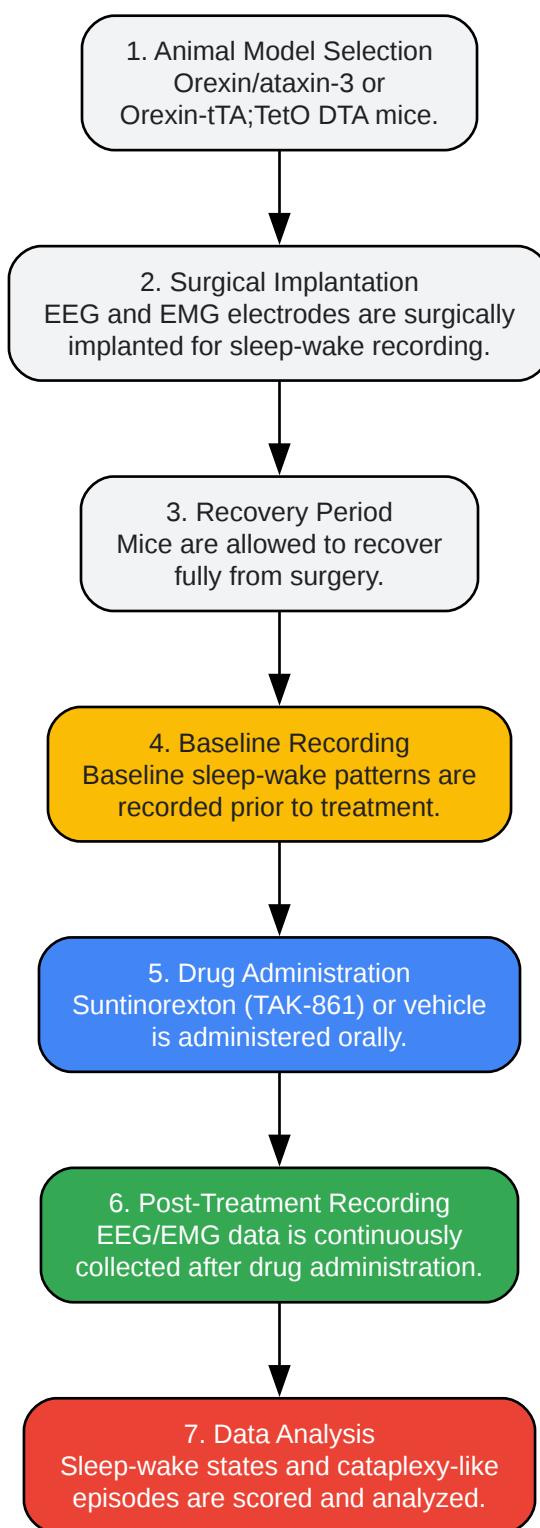 1. Animal Model Selection
Orexin/ataxin-3 or
Orexin-tTA;TetO DTA mice.
2. Surgical Implantation
EEG and EMG electrodes are surgically
implanted for sleep-wake recording.
3. Recovery Period
Mice are allowed to recover
fully from surgery.
4. Baseline Recording
Baseline sleep-wake patterns are
recorded prior to treatment.
5. Drug Administration
Suntinorexton (TAK-861) or vehicle
is administered orally.
6. Post-Treatment Recording
EEG/EMG data is continuously
collected after drug administration.
7. Data Analysis
Sleep-wake states and cataplexy-like
episodes are scored and analyzed.